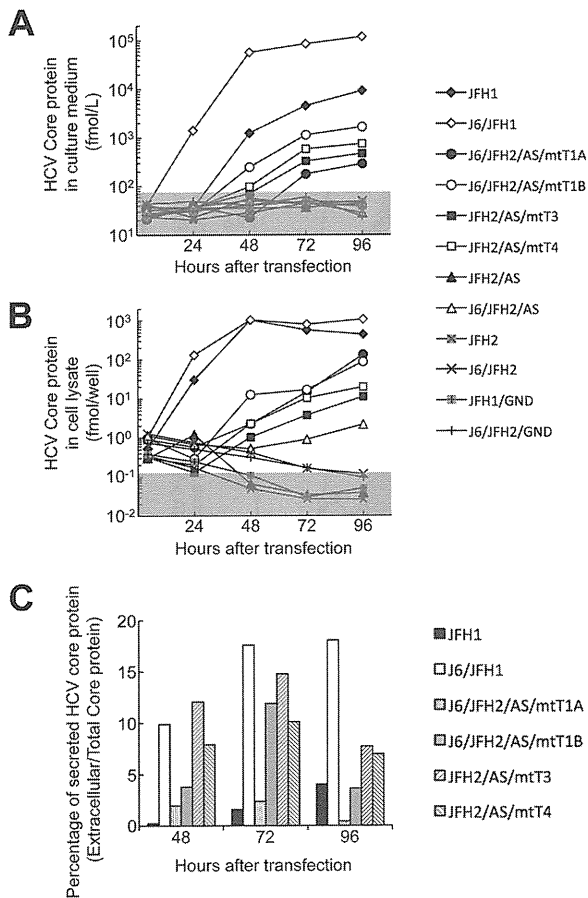 A
HCV Core protein
in culture medium
(fmol/L)
10^5
10^4
10^3
10^2
10^1
24
48
72
96
Hours after transfection
JFH1
J6/JFH1
J6/JFH2/AS/mtT1A
J6/JFH2/AS/mtT1B
JFH2/AS/mtT3
JFH2/AS/mtT4
JFH2/AS
J6/JFH2/AS
JFH2
J6/JFH2
JFH1/GND
J6/JFH2/GND
B
HCV Core protein
in cell lysate
(fmol/well)
10^3
10^2
10^1
10^0
10^-1
10^-2
24
48
72
96
Hours after transfection
C
Percentage of secreted HCV core protein
(Extracellular/Total Core protein)
20
15
10
5
0
48
72
96
Hours after transfection
JFH1
J6/JFH1
J6/JFH2/AS/mtT1A
J6/JFH2/AS/mtT1B
JFH2/AS/mtT3
JFH2/AS/mtT4